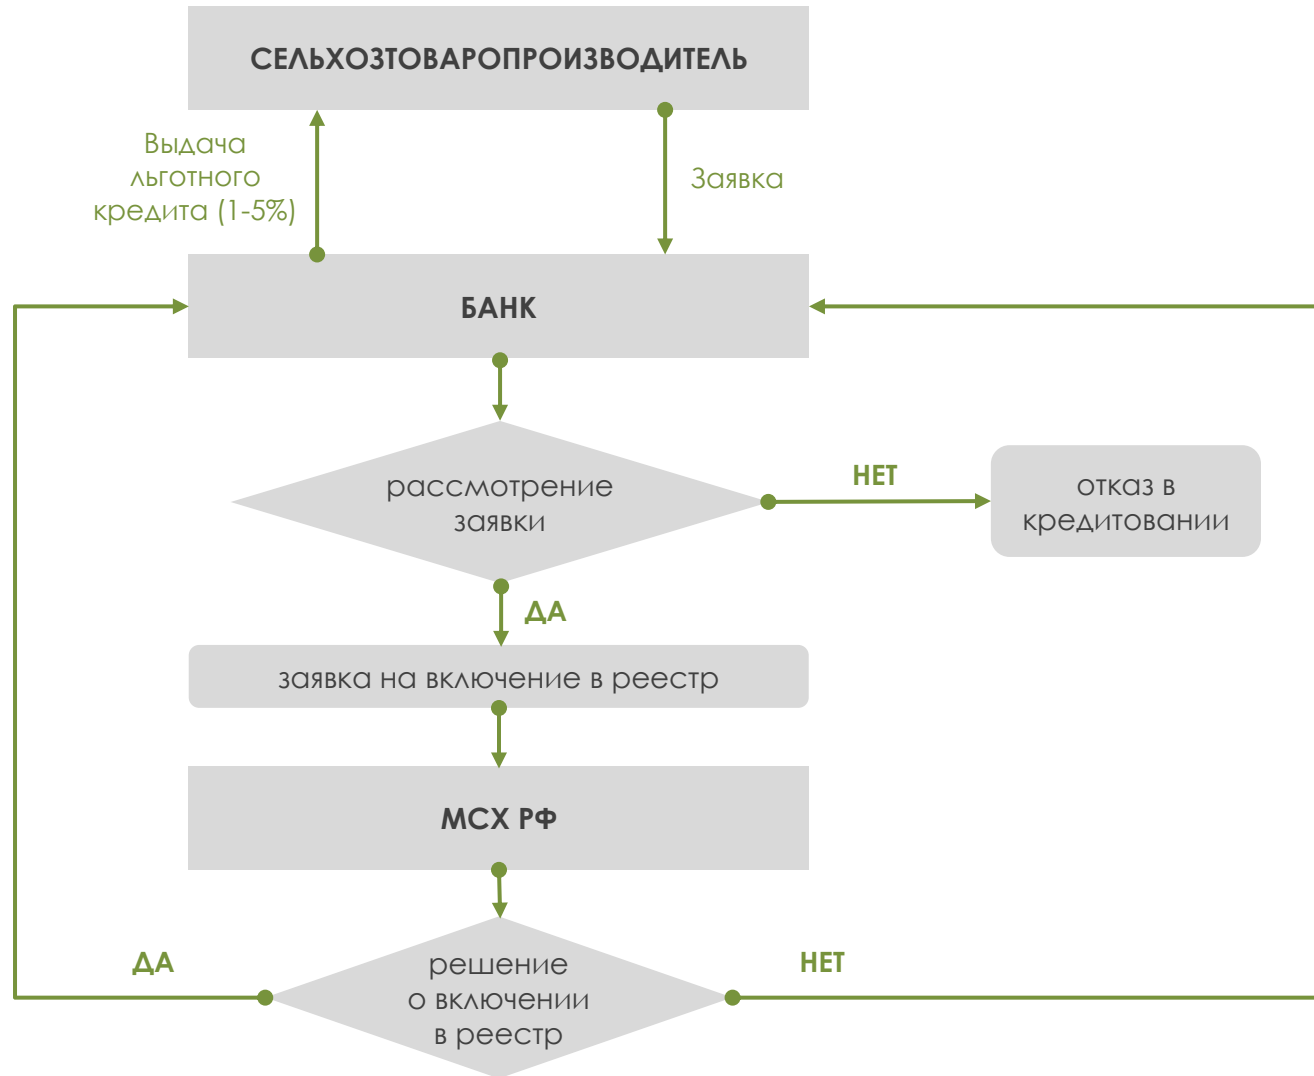 СЕЛЬХОЗТОВАРОПРОИЗВОДИТЕЛЬ
Выдача
льготного
кредита (1-5%)
Заявка
БАНК
рассмотрение
заявки
НЕТ
отказ в
кредитовании
ДА
заявка на включение в реестр
МСХ РФ
ДА
решение
о включении
в реестр
НЕТ